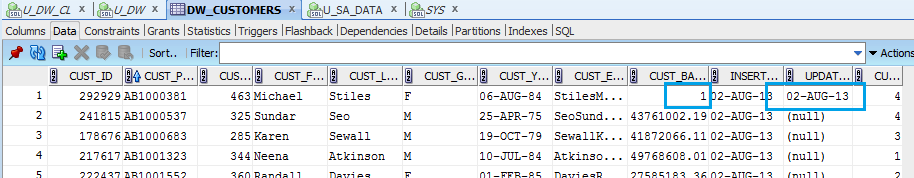 U_DW_CL U_DW DW_CUSTOMERS U_SA_DATA SYS
Columns Data Constraints Grants Statistics Triggers Flashback Dependencies Details Partitions Indexes SQL
Sort.. Filter: Actions
CUST_ID CUST_P... CUS... CUST_F... CUST_L... CUST_G... CUST_Y... CUST_E... CUST_BA... INSERT... UPDAT... CU...
1 292929 AB1000381 463 Michael Stiles F 06-AUG-84 StilesM... 1 02-AUG-13 02-AUG-13 4
2 241815 AB1000537 325 Sundar Seo M 25-APR-75 SeoSund... 43761002.19 02-AUG-13 (null) 4
3 178676 AB1000683 285 Karen Sewall M 19-OCT-79 SewallK... 41872066.11 02-AUG-13 (null) 3
4 217617 AB1001323 344 Neena Atkinson M 10-JUL-84 Atkinso... 49768608.01 02-AUG-13 (null) 1
5 222437 AB1001552 360 Randall Davies F 01-FEB-85 DaviesR... 27585183.36 02-AUG-13 (null) 2